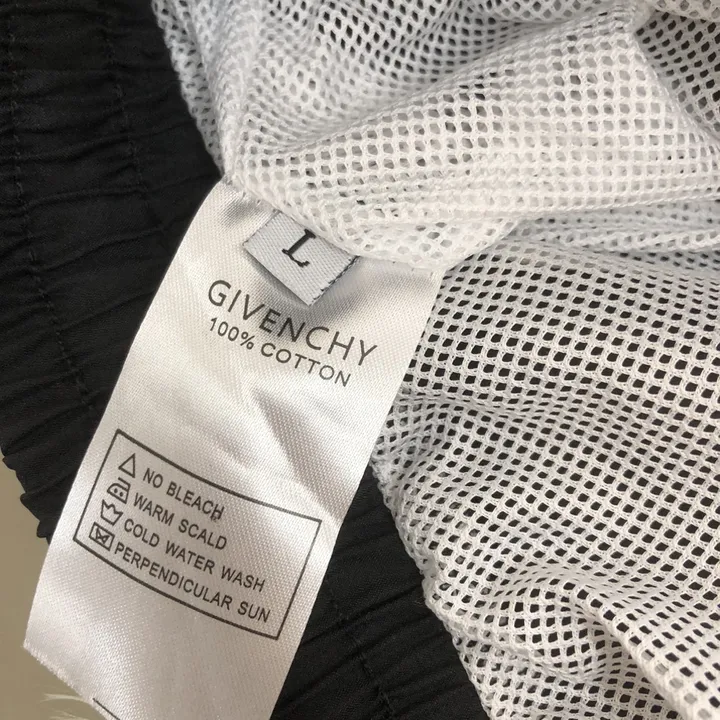 L
GIVENCHY
100% COTTON
NO BLEACH
WARM SCALD
COLD WATER WASH
PERPENDICULAR SUN